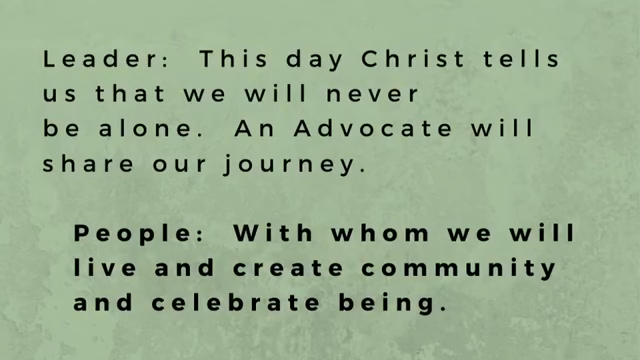 Leader:  This day Christ tells
us that we will never
be alone.  An Advocate will
share our journey.
People:  With whom we will
live and create community
and celebrate being.